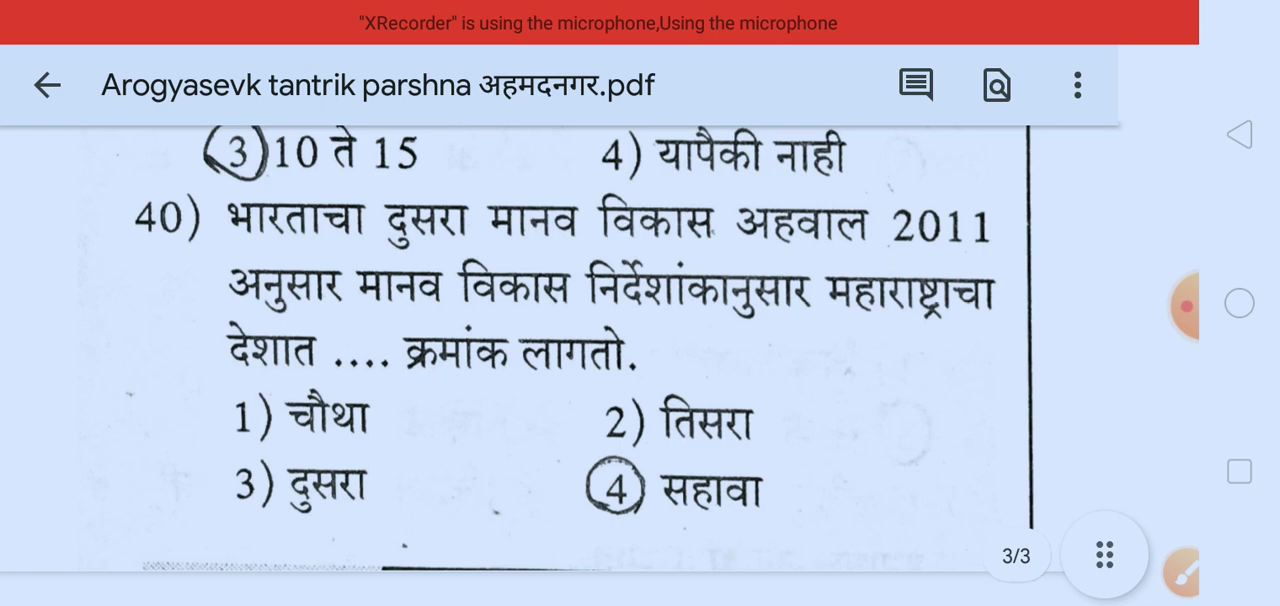 "XRecorder" is using the microphone,Using the microphone
Arogyasevk tantrik parshna अहमदनगर.pdf
3) 10 ते 15 4) यापैकी नाही
40) भारताचा दुसरा मानव विकास अहवाल 2011
अनुसार मानव विकास निर्देशांकानुसार महाराष्ट्राचा
देशात .... क्रमांक लागतो.
1) चौथा 2) तिसरा
3) दुसरा 4) सहावा
3/3